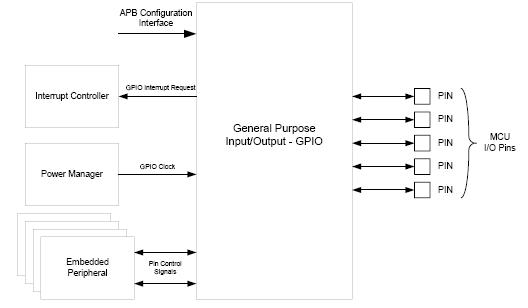 APB Configuration
Interface
GPIO Interrupt Request
Interrupt Controller
General Purpose
Input/Output - GPIO
GPIO Clock
Power Manager
Embedded
Peripheral
Pin Control
Signals
PIN
PIN
PIN
PIN
PIN
MCU
I/O Pins